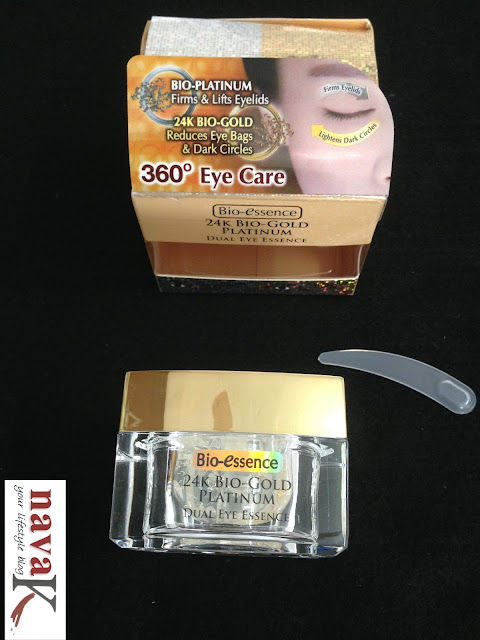 BIO-PLATINUM
Firms & Lifts Eyelids
24K BIO-GOLD
Reduces Eye Bags
& Dark Circles
Firms Eyelids
Lightens Dark Circles
360° Eye Care
Bio-essence
24K Bio-Gold
Platinum
Dual Eye Essence
Bio-essence
24K Bio-Gold
Platinum
Dual Eye Essence
navaK
your lifestyle blog